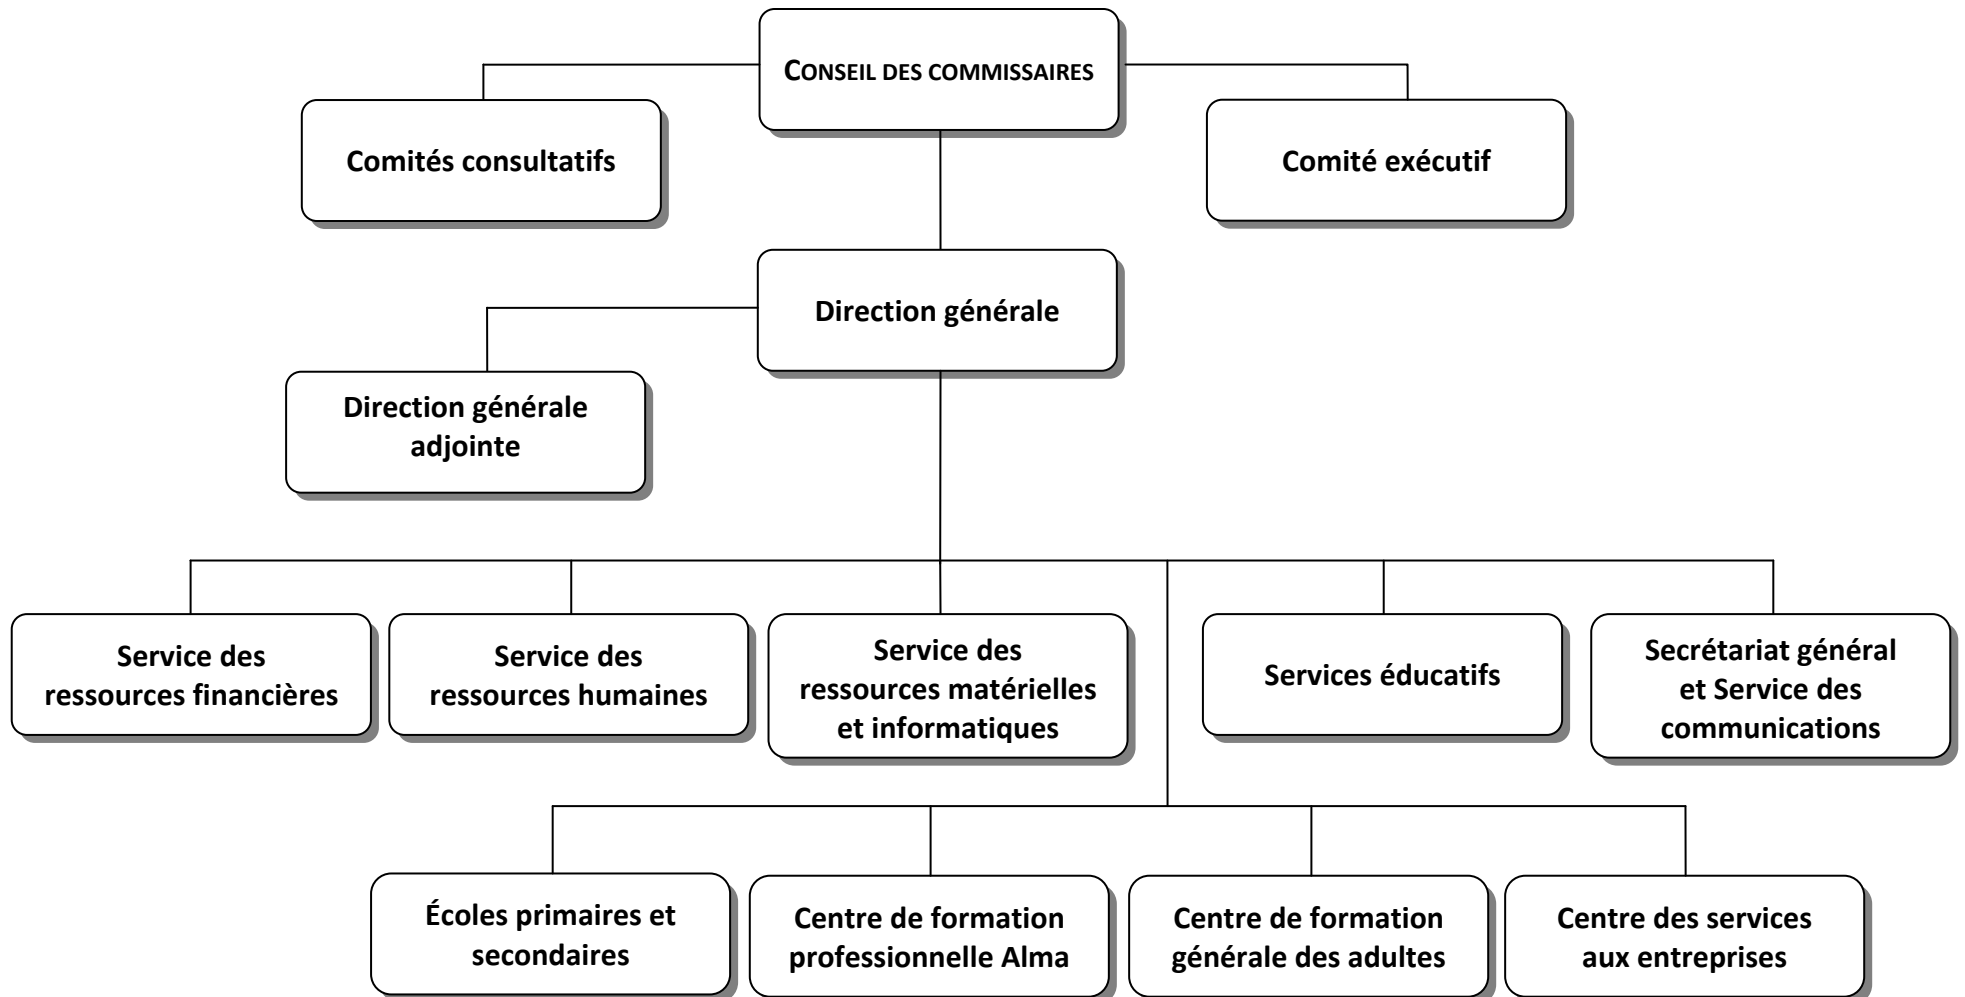 CONSEIL DES COMMISSAIRES
Comités consultatifs
Comité exécutif
Direction générale
Direction générale
adjointe
Service des
ressources financières
Service des
ressources humaines
Service des
ressources matérielles
et informatiques
Services éducatifs
Secrétariat général
et Service des
communications
Écoles primaires et
secondaires
Centre de formation
professionnelle Alma
Centre de formation
générale des adultes
Centre des services
aux entreprises